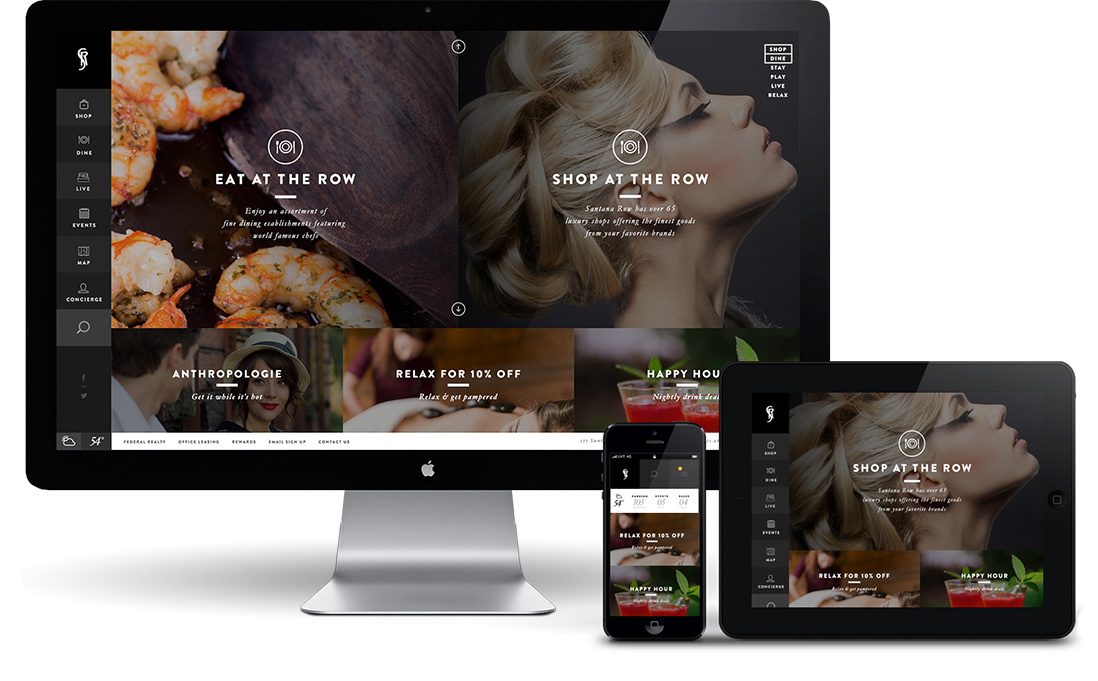 SHOP
DINE
LIVE
EVENTS
MAP
CONCIERGE
54°
EAT AT THE ROW
Enjoy an assortment of
fine dining esablishments featuring
world famous chefs
SHOP AT THE ROW
Santana Row has over 65
luxury shops offering the finest goods
from your favorite brands
SHOP
DINE
STAY
PLAY
LIVE
RELAX
ANTHROPOLOGIE
Get it while it's hot
RELAX FOR 10% OFF
Relax & get pampered
HAPPY HOU
Nightly drink deal
FEDERAL REALTY OFFICE LEASING REWARDS EMAIL SIGN UP CONTACT US
54°
PARKING EVENTS SALES
103 05 04
RELAX FOR 10% OFF
Relax & get pampered
HAPPY HOUR
Nightly drink deals
SHOP
DINE
LIVE
EVENTS
MAP
CONCIERGE
SHOP AT THE ROW
Santana Row has over 65
luxury shops offering the finest goods
from your favorite brands
RELAX FOR 10% OFF
Relax & get pampered
HAPPY HOUR
Nightly drink deals